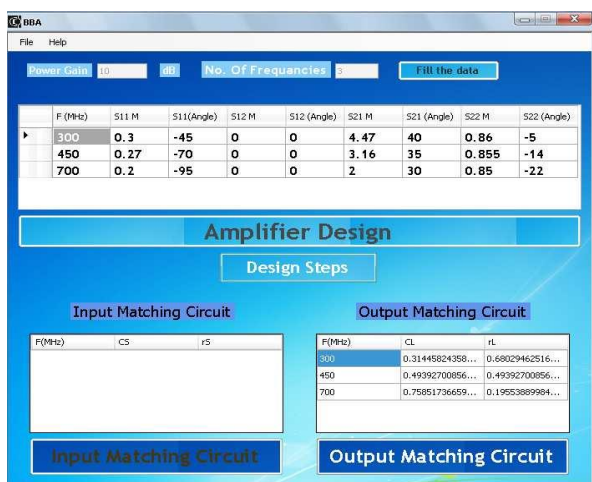 BBA
File Help
Power Gain 10 dB No. Of Frequancies 3 Fill the data
F (MHz) S11 M S11(Angle) S12 M S12 (Angle) S21 M S21 (Angle) S22 M S22 (Angle)
300 0.3 -45 0 0 4.47 40 0.86 -5
450 0.27 -70 0 0 3.16 35 0.855 -14
700 0.2 -95 0 0 2 30 0.85 -22
Amplifier Design
Design Steps
Input Matching Circuit Output Matching Circuit
F(MHz) CS rS F(MHz) CL rL
300 0.31445824358... 0.68029462516...
450 0.49392700856... 0.49392700856...
700 0.75851736659... 0.19553889984...
Input Matching Circuit Output Matching Circuit